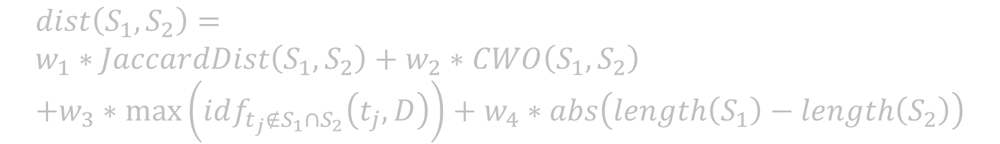 dist(S₁, S₂) =
w₁ * JaccardDist(S₁, S₂) + w₂ * CWO(S₁, S₂)
+w₃ * max(idf_{tⱼ∉S₁∩S₂}(tⱼ, D)) + w₄ * abs(length(S₁) − length(S₂))